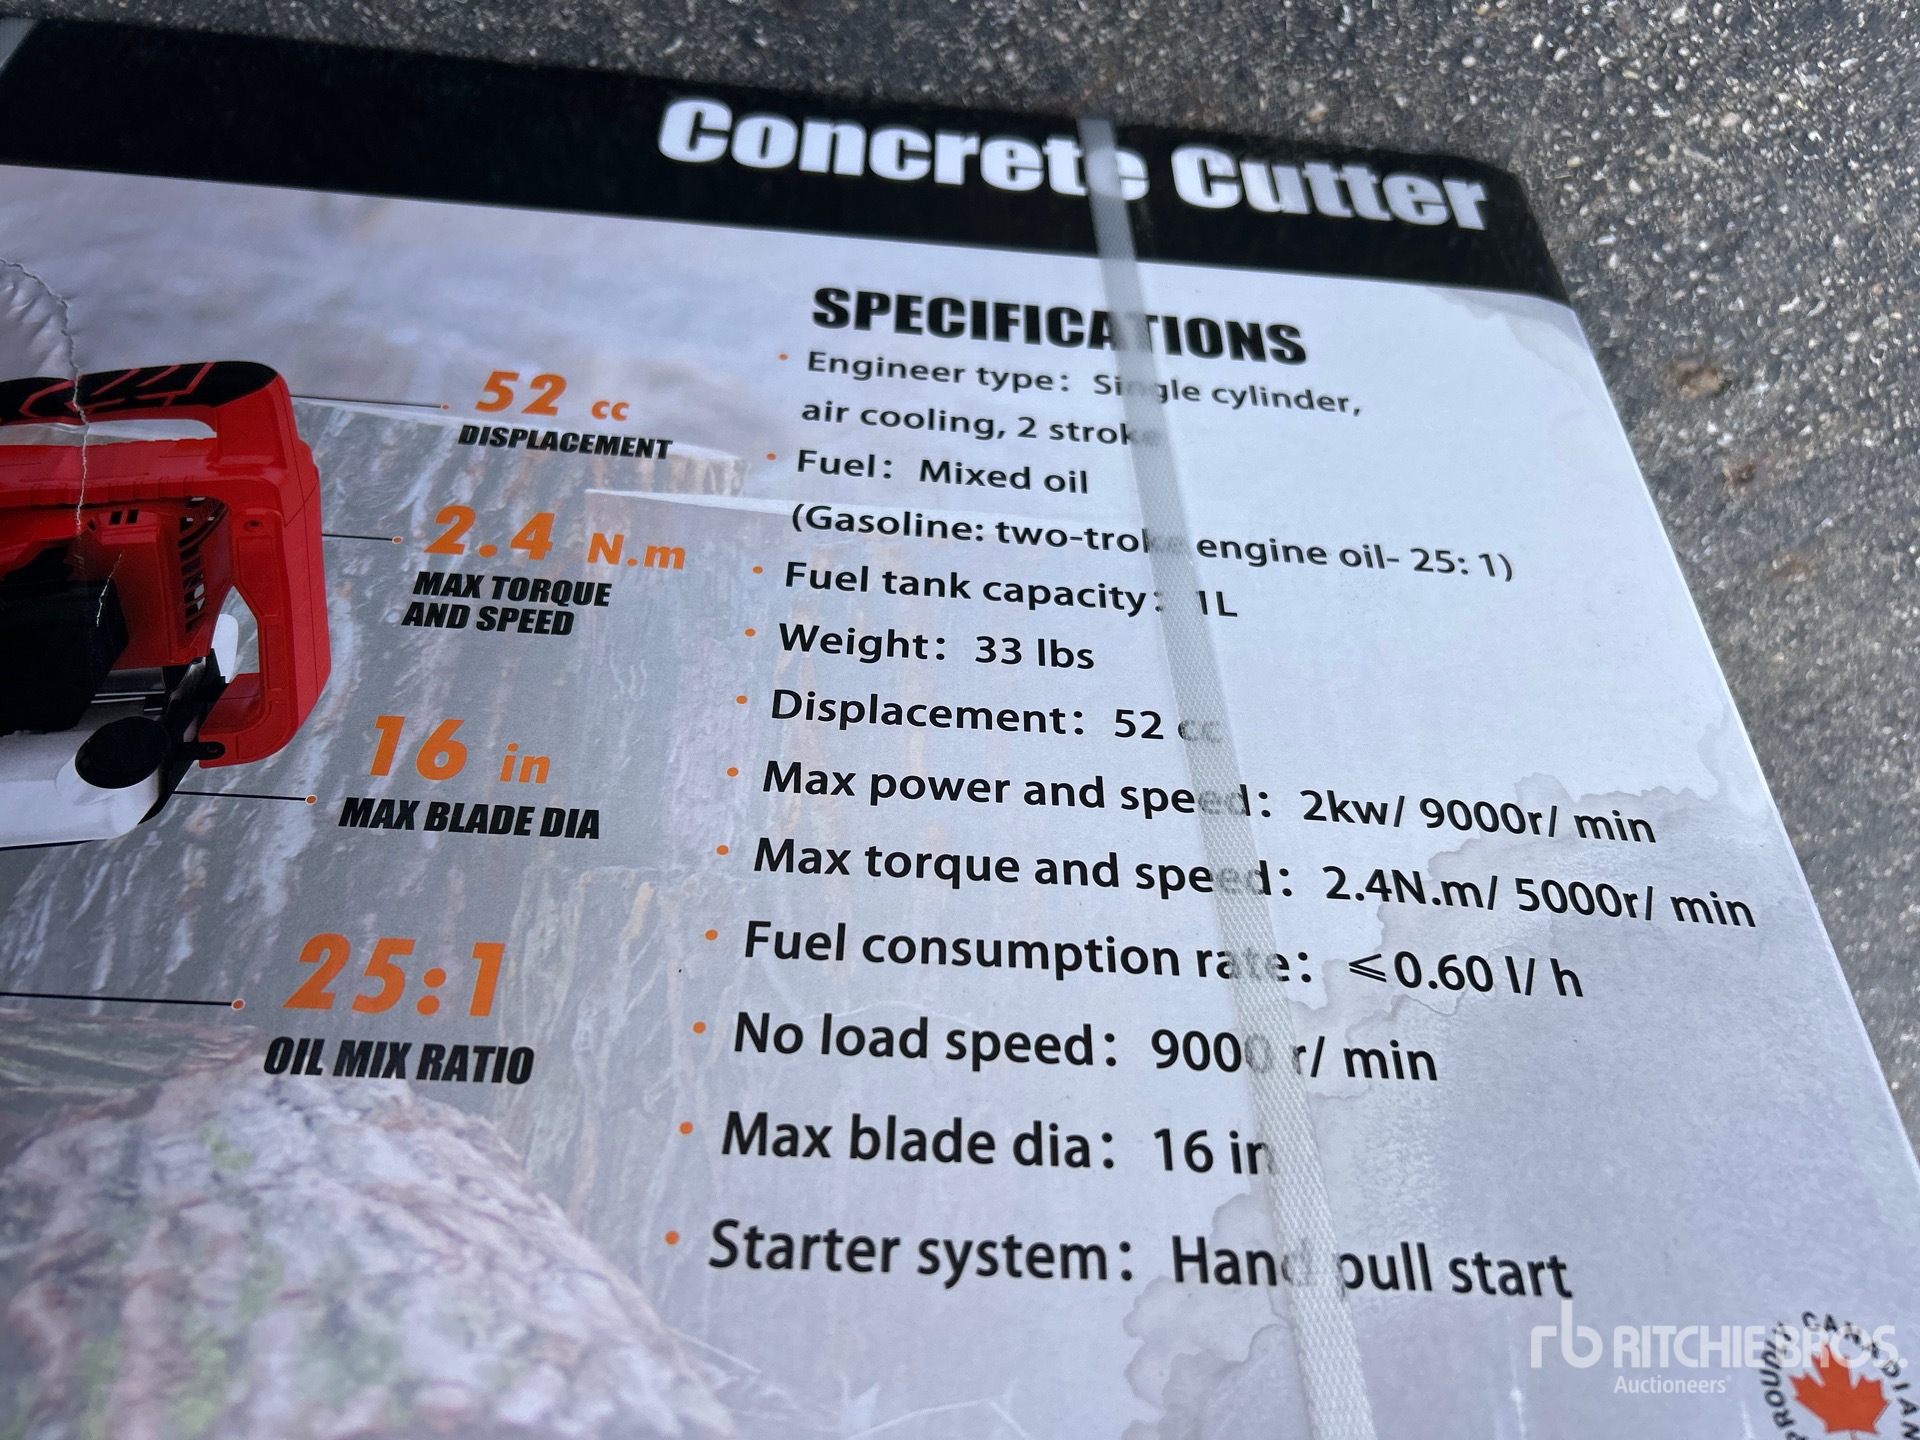 Concrete Cutter
SPECIFICATIONS
• Engineer type: Single cylinder,
air cooling, 2 stroke
• Fuel: Mixed oil
(Gasoline: two-troke engine oil- 25: 1)
• Fuel tank capacity: 1L
• Weight: 33 lbs
• Displacement: 52 cc
• Max power and speed: 2kw/ 9000r/ min
• Max torque and speed: 2.4N.m/ 5000r/ min
• Fuel consumption rate: ⩽0.60 l/ h
• No load speed: 9000 r/ min
• Max blade dia: 16 in
• Starter system: Hand pull start
52 cc
DISPLACEMENT
2.4 N.m
MAX TORQUE
AND SPEED
16 in
MAX BLADE DIA
25:1
OIL MIX RATIO
PROUDLY CANADIAN
rb RITCHIE BROS.
Auctioneers